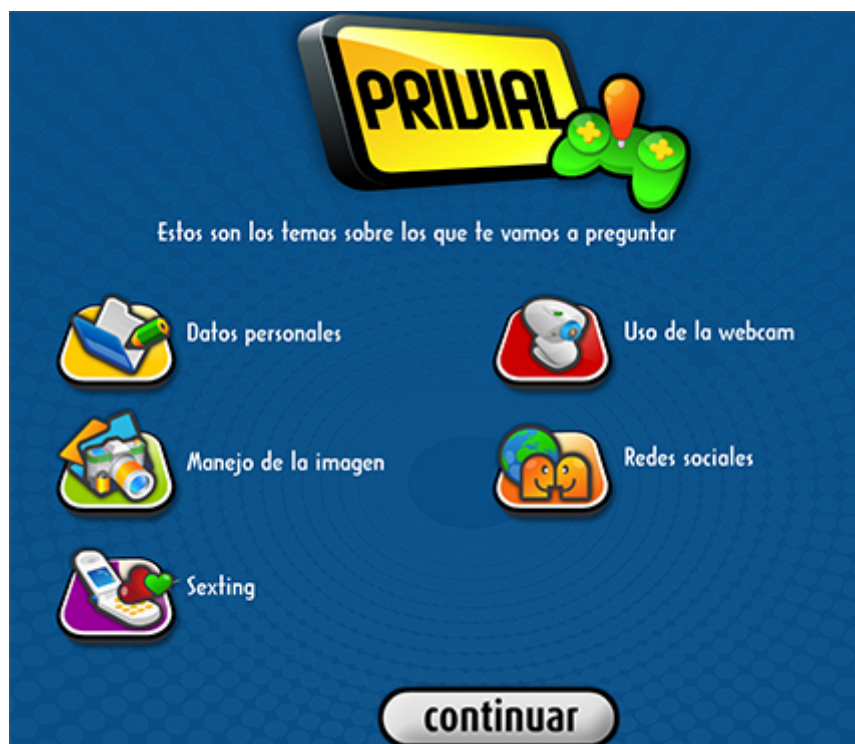 PRIVIAL
Estos son los temas sobre los que te vamos a preguntar
Datos personales
Uso de la webcam
Manejo de la imagen
Redes sociales
Sexting
continuar